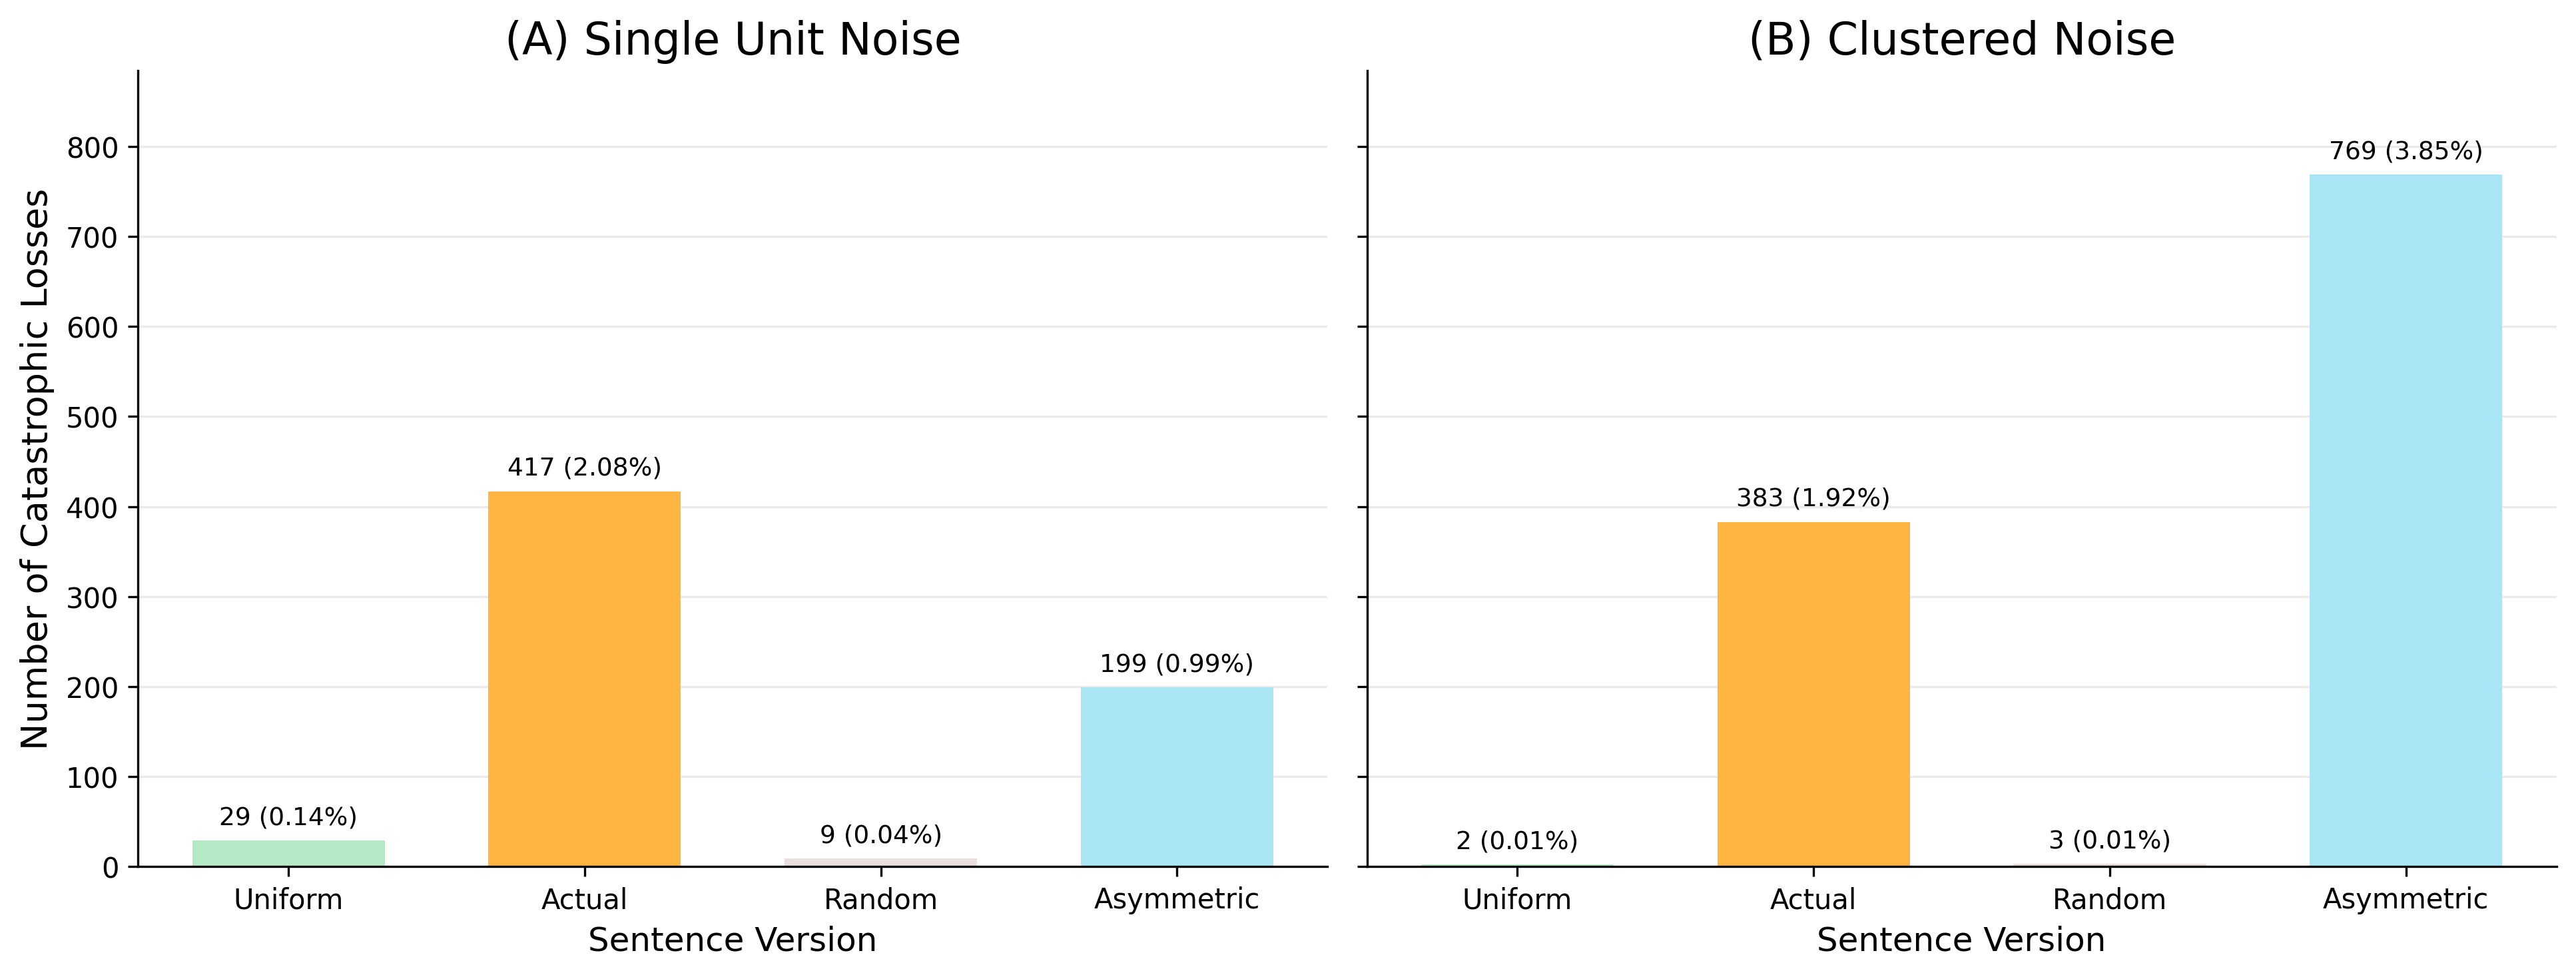 (A) Single Unit Noise
Number of Catastrophic Losses
800
700
600
500
400
300
200
100
0
29 (0.14%)
417 (2.08%)
9 (0.04%)
199 (0.99%)
Uniform
Actual
Random
Asymmetric
Sentence Version
(B) Clustered Noise
2 (0.01%)
383 (1.92%)
3 (0.01%)
769 (3.85%)
Uniform
Actual
Random
Asymmetric
Sentence Version